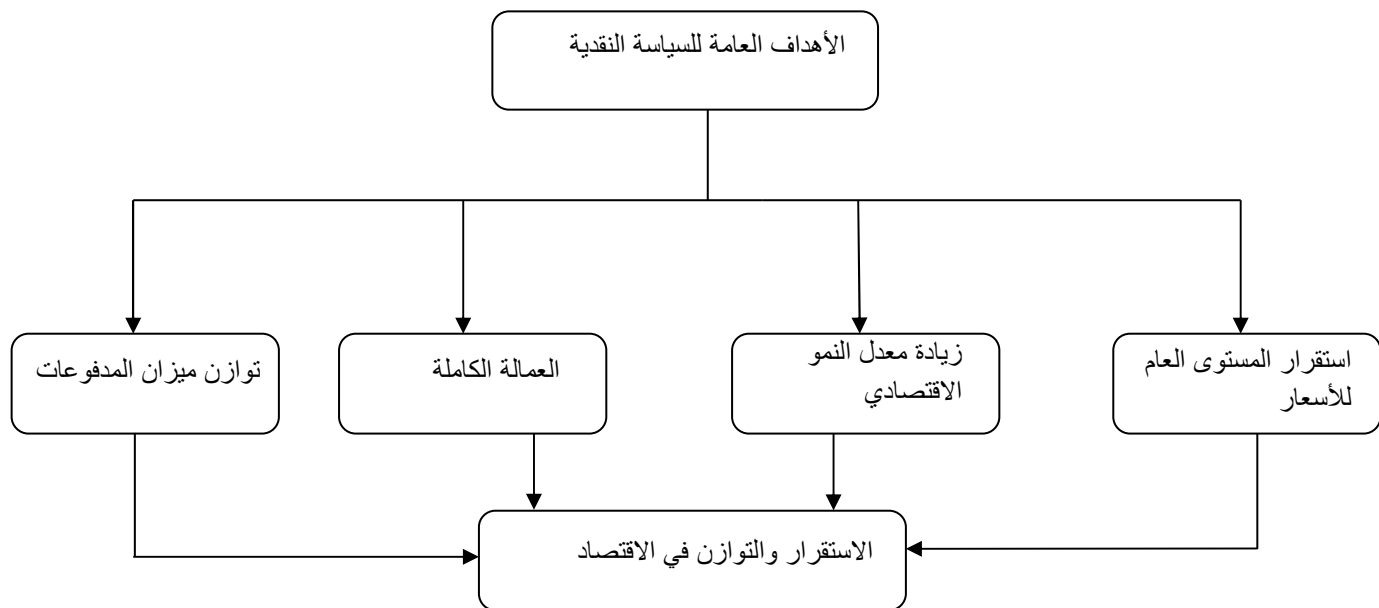 الأهداف العامة للسياسة النقدية
استقرار المستوى العام
للأسعار
زيادة معدل النمو
الاقتصادي
العمالة الكاملة
توازن ميزان المدفوعات
الاستقرار والتوازن في الاقتصاد